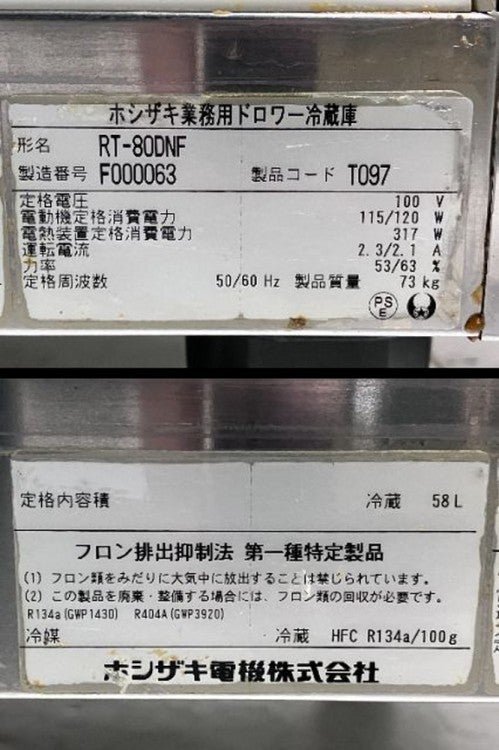 ホシザキ業務用ドロワー冷蔵庫
形名 RT-80DNF
製造番号 F000063 製品コード T097
定格電圧 100 V
電動機定格消費電力 115/120 W
電熱装置定格消費電力 317 W
運転電流 2.3/2.1 A
力率 53/63 %
定格周波数 50/60 Hz 製品質量 73 kg
PS
E
定格内容積 冷蔵 58 L
フロン排出抑制法 第一種特定製品
(1) フロン類をみだりに大気中に放出することは禁じられています。
(2) この製品を廃棄・整備する場合には、フロン類の回収が必要です。
R134a(GWP1430) R404A(GWP3920)
冷媒 冷蔵 HFC R134a/100g
ホシザキ電機株式会社